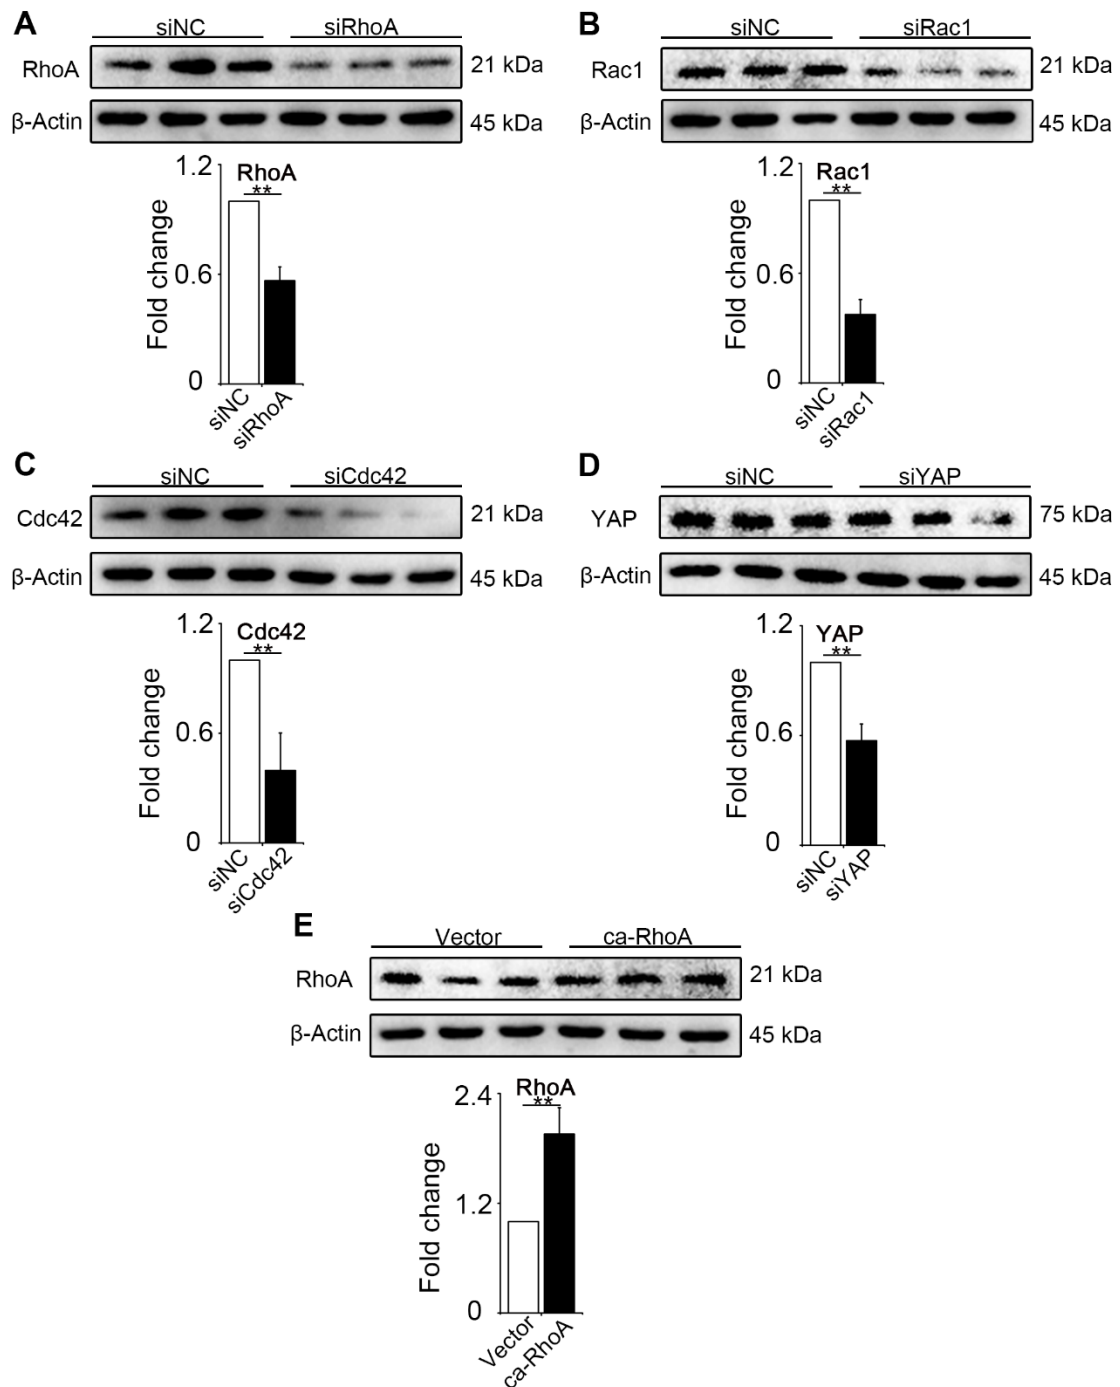 A
siNC siRhoA
RhoA 21 kDa
β-Actin 45 kDa
1.2
RhoA
**
Fold change
0.6
0
siNC
siRhoA
B
siNC siRac1
Rac1 21 kDa
β-Actin 45 kDa
1.2
Rac1
**
Fold change
0.6
0
siNC
siRac1
C
siNC siCdc42
Cdc42 21 kDa
β-Actin 45 kDa
1.2
Cdc42
**
Fold change
0.6
0
siNC
siCdc42
D
siNC siYAP
YAP 75 kDa
β-Actin 45 kDa
1.2
YAP
**
Fold change
0.6
0
siNC
siYAP
E
Vector ca-RhoA
RhoA 21 kDa
β-Actin 45 kDa
2.4
RhoA
**
Fold change
1.2
0
Vector
ca-RhoA